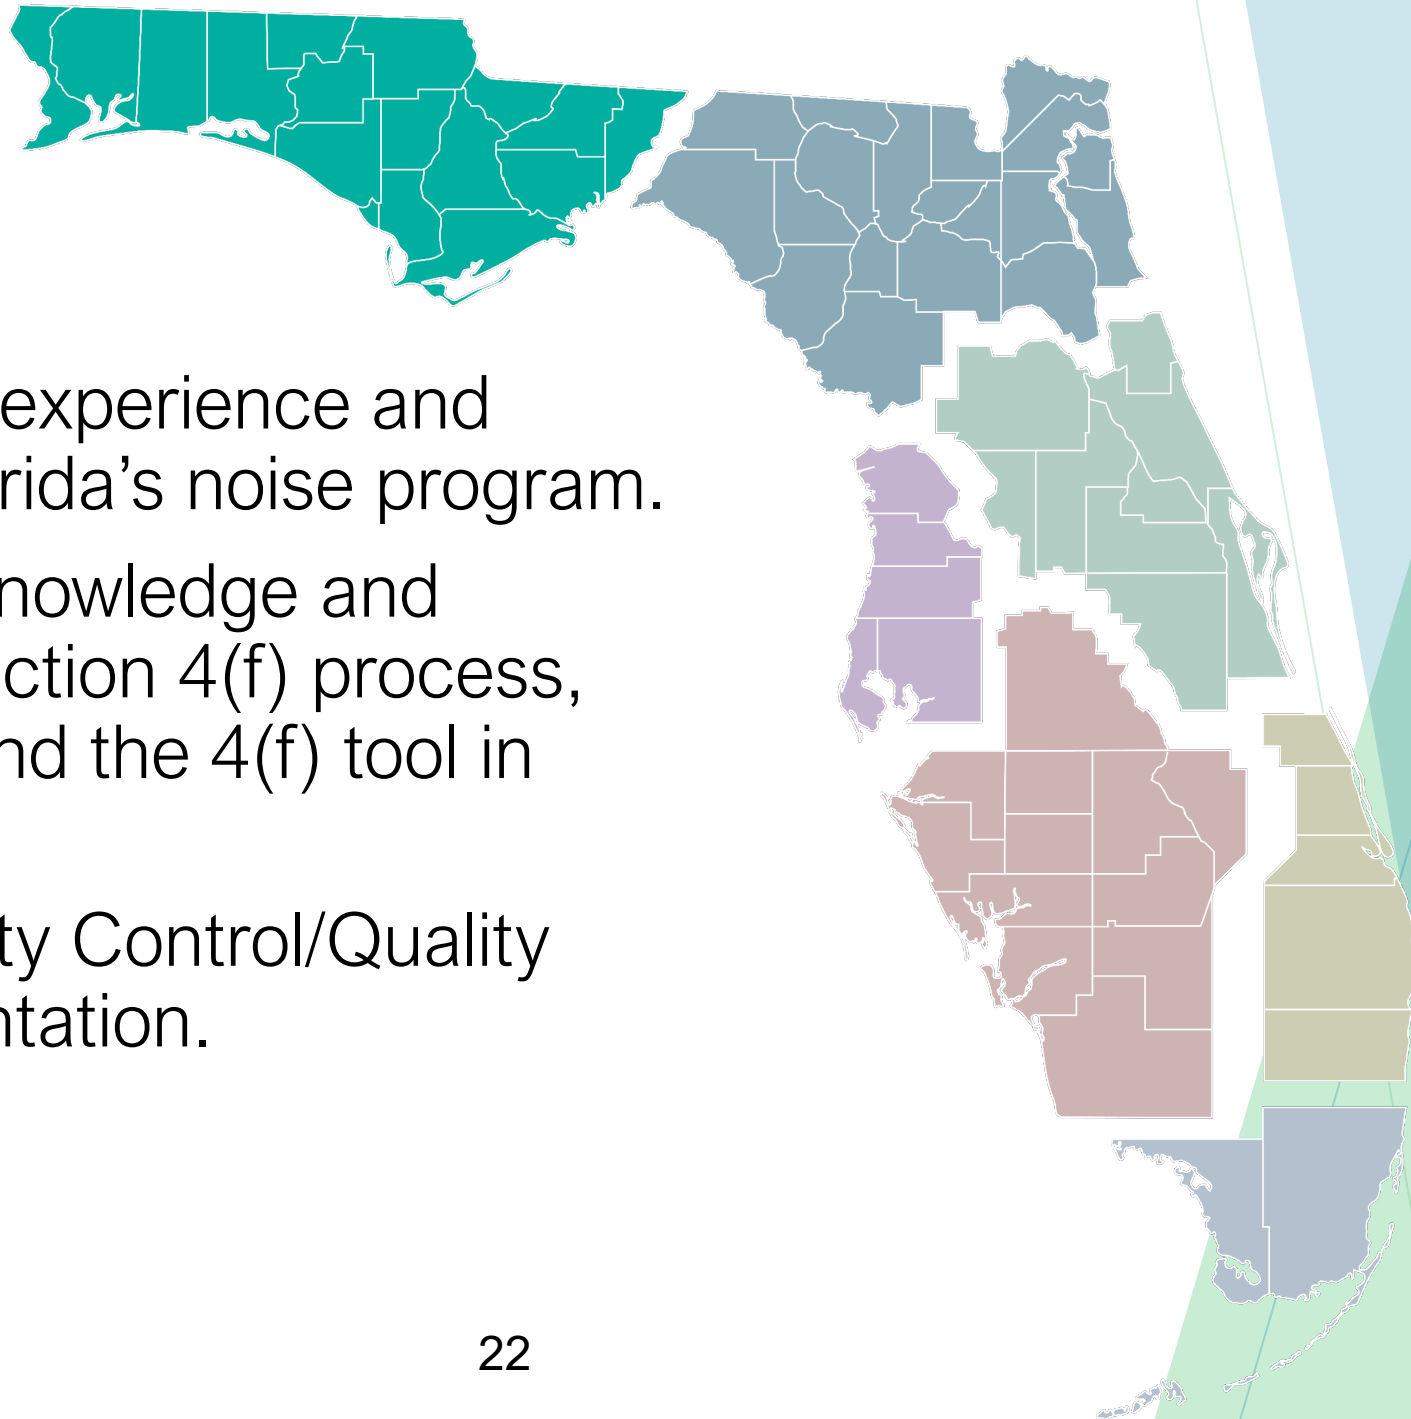 experience and
rida’s noise program.
nowledge and
ction 4(f) process,
nd the 4(f) tool in
ty Control/Quality
ntation.
22